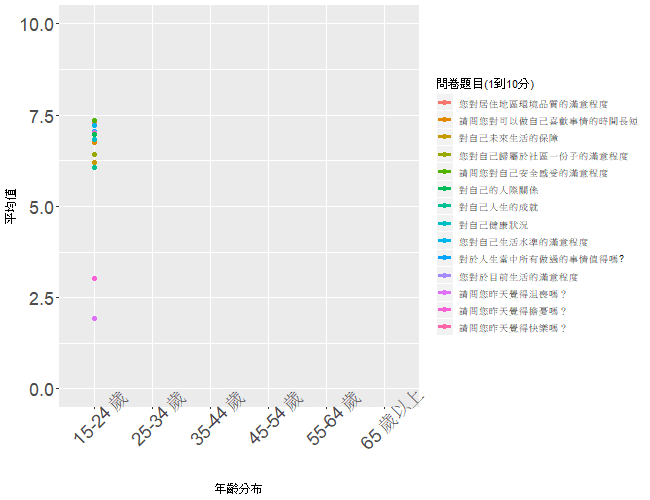 10.0
7.5
5.0
2.5
0.0
平均值
15-24 歲
25-34 歲
35-44 歲
45-54 歲
55-64 歲
65 歲以上
年齡分布
問卷題目(1到10分)
您對居住地區環境品質的滿意程度
請問您對可以做自己喜歡事情的時間長短
對自己未來生活的保障
您對自己歸屬於社區一份子的滿意程度
請問您對自己安全感受的滿意程度
對自己的人際關係
對自己人生的成就
對自己健康狀況
您對自己生活水準的滿意程度
對於人生當中所有做過的事情值得嗎?
您對於目前生活的滿意程度
請問您昨天覺得沮喪嗎？
請問您昨天覺得擔憂嗎？
請問您昨天覺得快樂嗎？